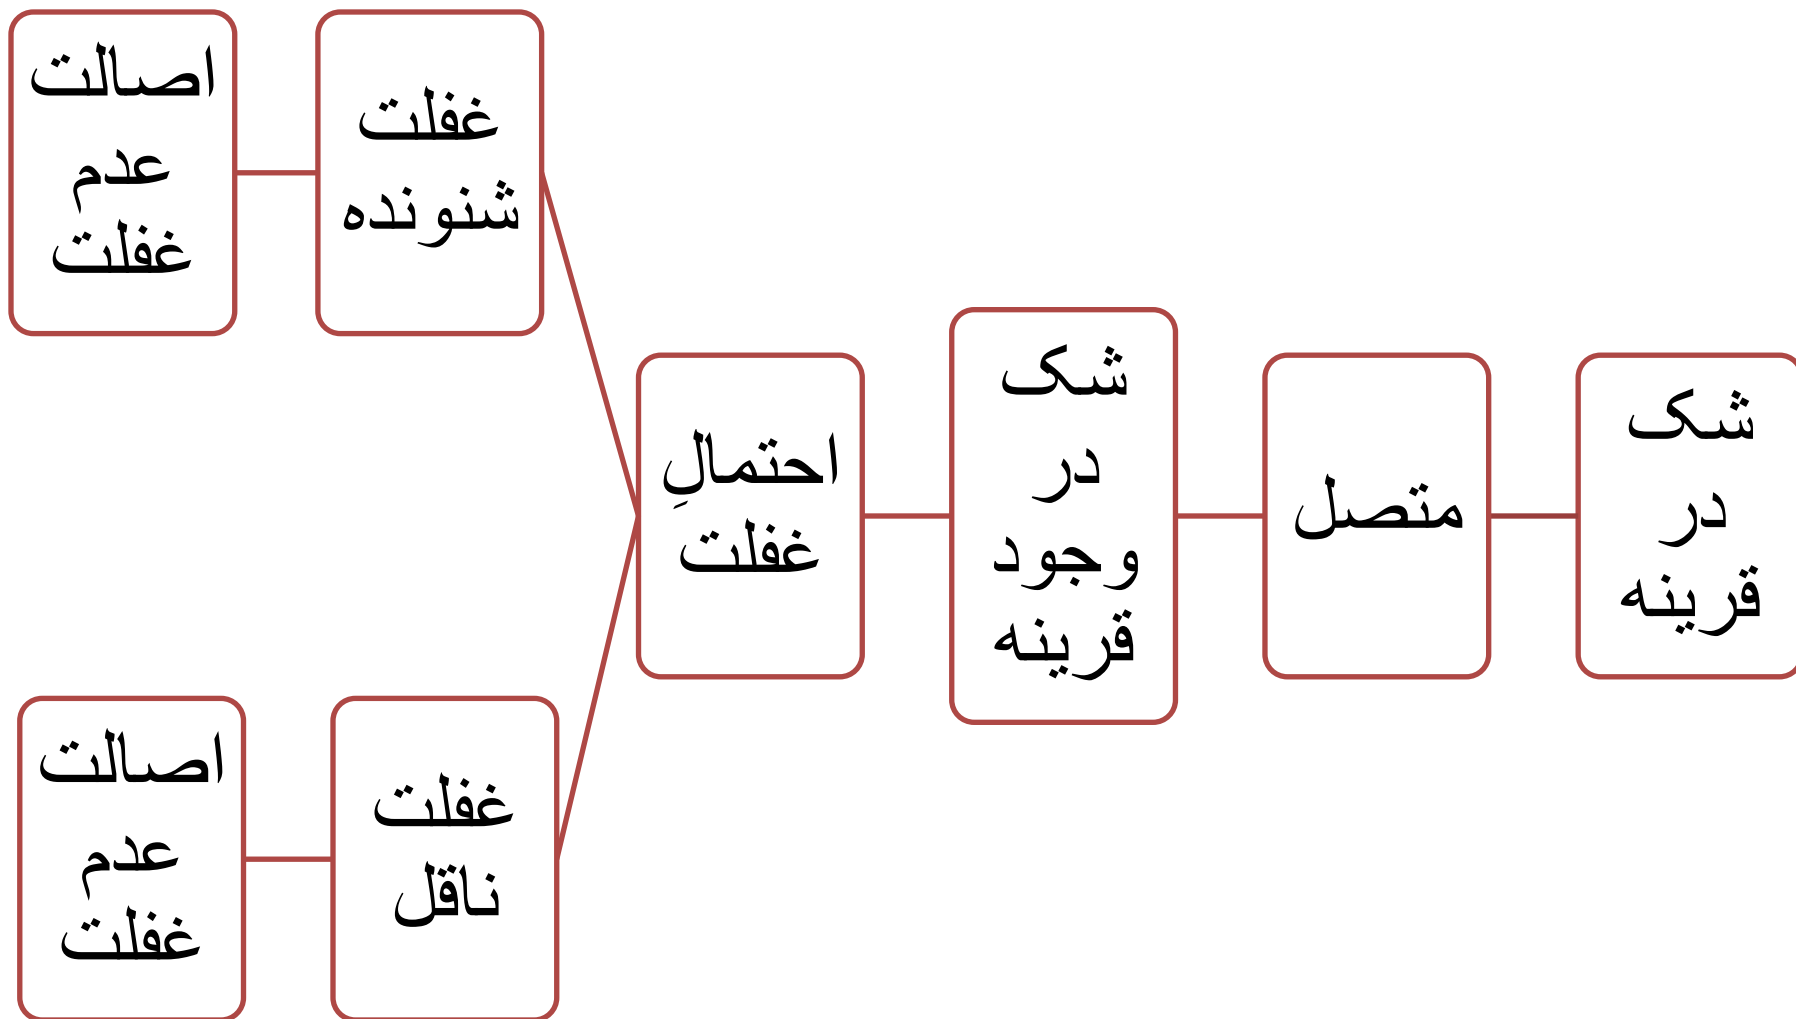 شک
در
قرینه
متصل
شک
در
وجود
قرینه
احتمالِ
غفلت
غفلت
شنونده
اصالت
عدم
غفلت
غفلت
ناقل
اصالت
عدم
غفلت